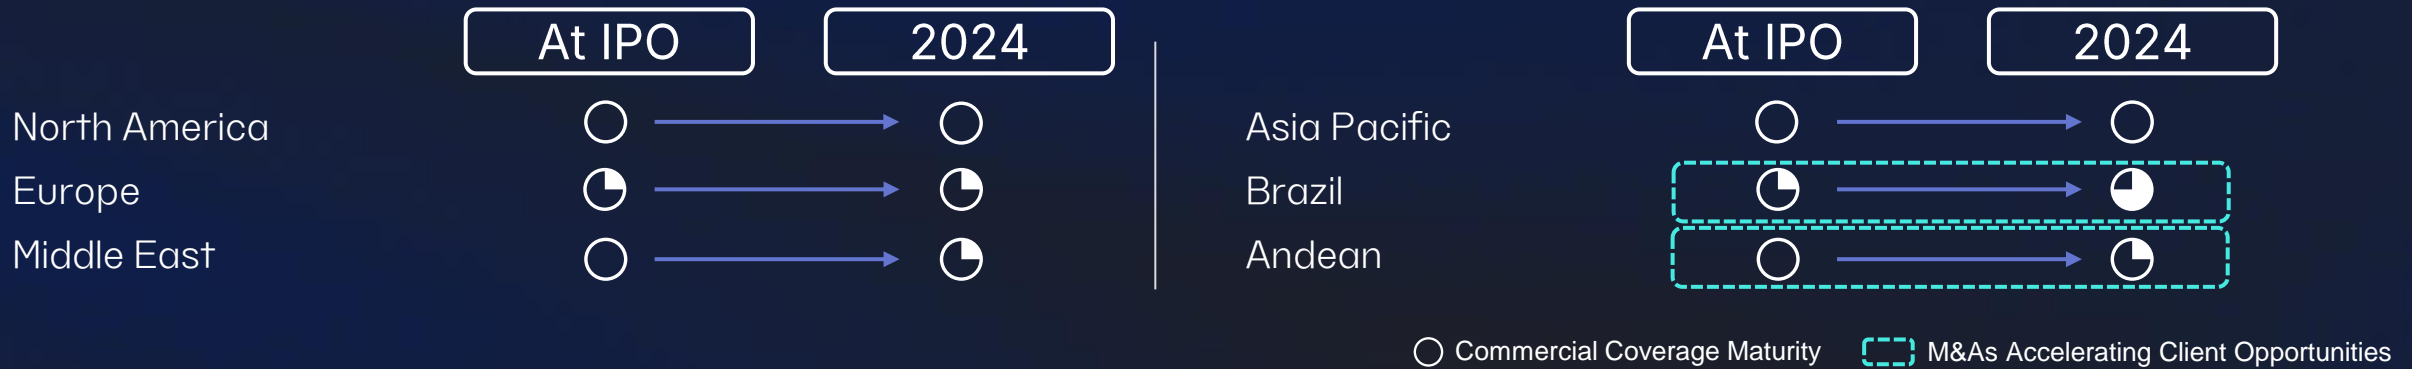 At IPO 2024
North America
Europe
Middle East
At IPO 2024
Asia Pacific
Brazil
Andean
Commercial Coverage Maturity M&As Accelerating Client Opportunities